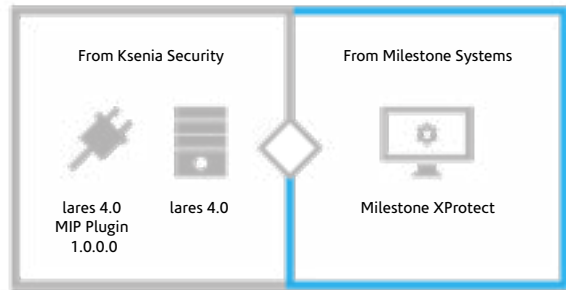 From Ksenia Security
From Milestone Systems
lares 4.0
MIP Plugin
1.0.0.0
lares 4.0
Milestone XProtect